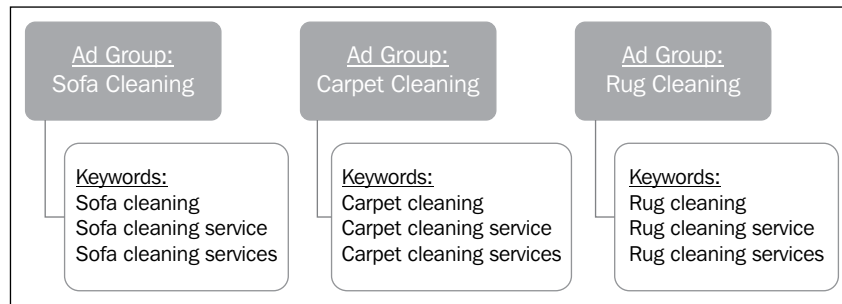 Ad Group:
Sofa Cleaning
Keywords:
Sofa cleaning
Sofa cleaning service
Sofa cleaning services
Ad Group:
Carpet Cleaning
Keywords:
Carpet cleaning
Carpet cleaning service
Carpet cleaning services
Ad Group:
Rug Cleaning
Keywords:
Rug cleaning
Rug cleaning service
Rug cleaning services